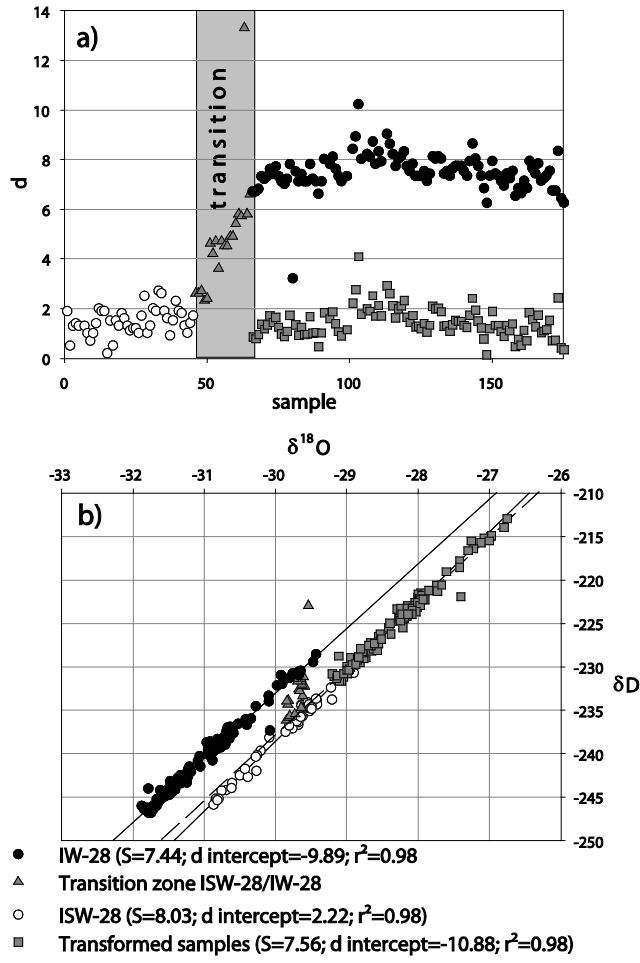 a)
14
12
10
8
6
4
2
0
d
transition
0 50 100 150
sample
δ¹⁸O
-33 -32 -31 -30 -29 -28 -27 -26
b)
-210
-215
-220
-225
-230
-235
-240
-245
-250
δD
IW-28 (S=7.44; d intercept=-9.89; r²=0.98
Transition zone ISW-28/IW-28
ISW-28 (S=8.03; d intercept=2.22; r²=0.98)
Transformed samples (S=7.56; d intercept=-10.88; r²=0.98)